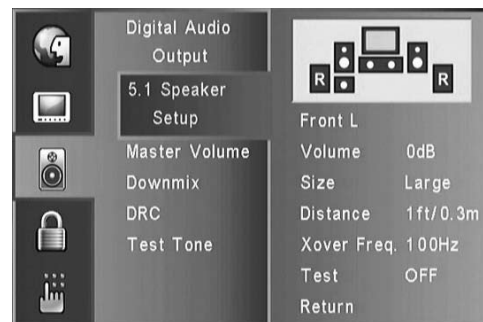 Digital Audio
Output
5.1 Speaker
Setup
Master Volume
Downmix
DRC
Test Tone
R
R
Front L
Volume 0dB
Size Large
Distance 1ft/0.3m
Xover Freq. 100Hz
Test OFF
Return